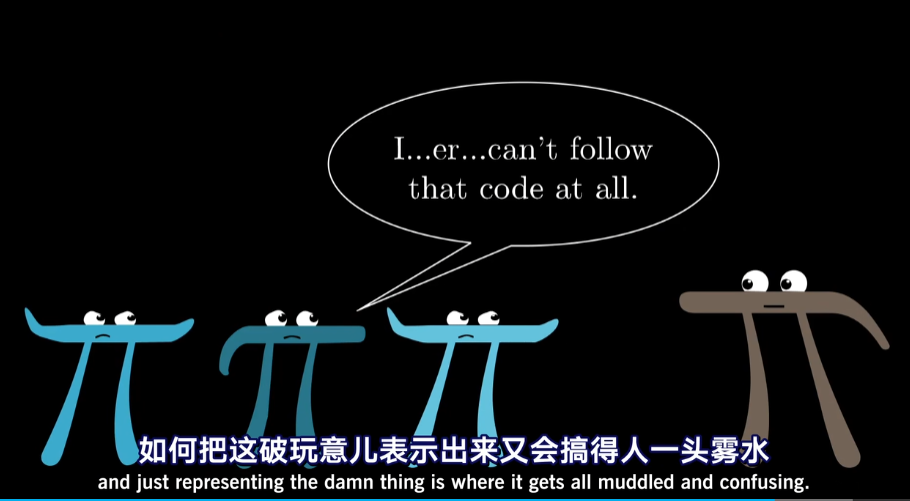 I...er...can't follow
that code at all.
如何把这破玩意儿表示出来又会搞得人一头雾水
and just representing the damn thing is where it gets all muddled and confusing.